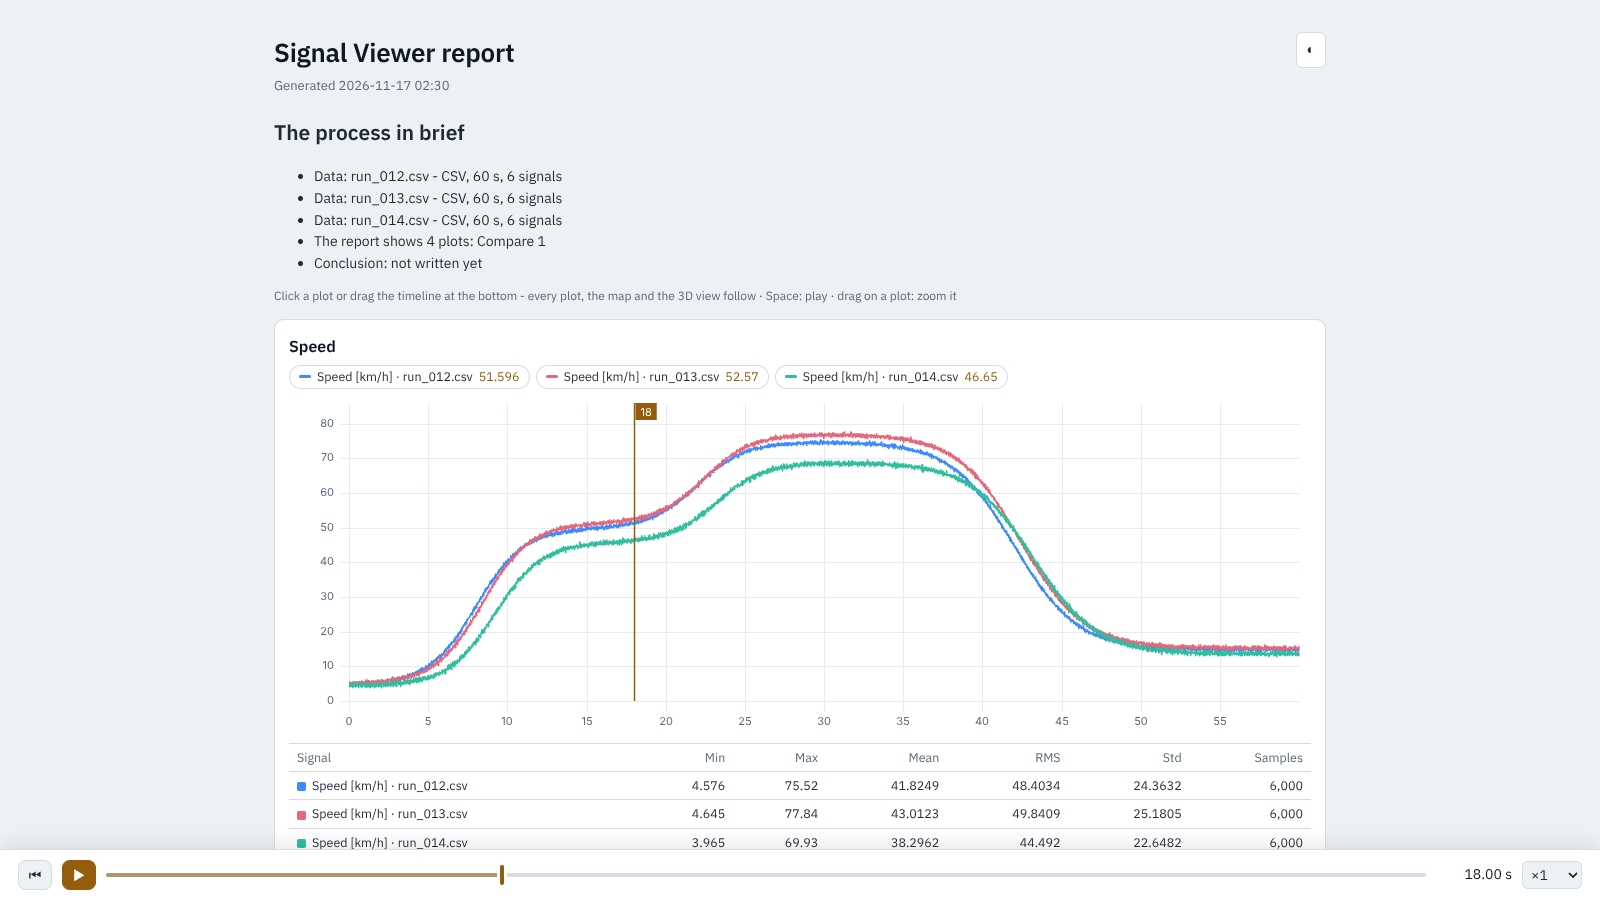 Signal Viewer report
Generated 2026-11-17 02:30
The process in brief
• Data: run_012.csv - CSV, 60 s, 6 signals
• Data: run_013.csv - CSV, 60 s, 6 signals
• Data: run_014.csv - CSV, 60 s, 6 signals
• The report shows 4 plots: Compare 1
• Conclusion: not written yet
Click a plot or drag the timeline at the bottom - every plot, the map and the 3D view follow · Space: play · drag on a plot: zoom it
Speed
Speed [km/h] · run_012.csv 51.596 Speed [km/h] · run_013.csv 52.57 Speed [km/h] · run_014.csv 46.65
18
80
70
60
50
40
30
20
10
0
0 5 10 15 20 25 30 35 40 45 50 55
Signal Min Max Mean RMS Std Samples
Speed [km/h] · run_012.csv 4.576 75.52 41.8249 48.4034 24.3632 6,000
Speed [km/h] · run_013.csv 4.645 77.84 43.0123 49.8409 25.1805 6,000
Speed [km/h] · run_014.csv 3.965 69.93 38.2962 44.492 22.6482 6,000
18.00 s ×1